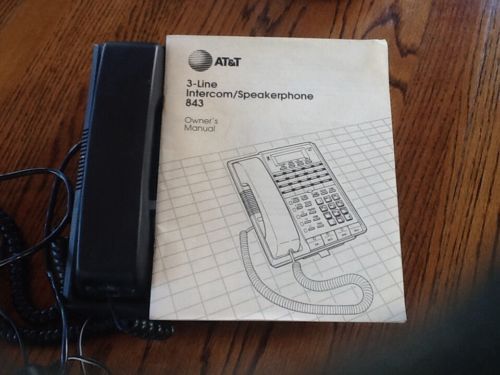 AT&T
3-Line
Intercom/Speakerphone
843
Owner's
Manual